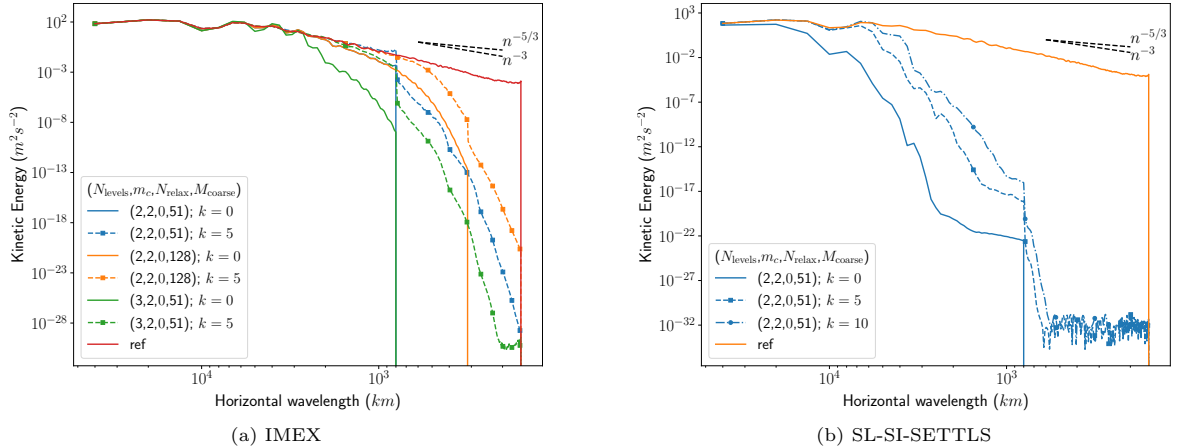 10^2
10^{-3}
10^{-8}
10^{-13}
10^{-18}
10^{-23}
10^{-28}
Kinetic Energy (m^2 s^{-2})
n^{-5/3}
n^{-3}
(N_levels,m_c,N_relax,M_coarse)
(2,2,0,51); k = 0
(2,2,0,51); k = 5
(2,2,0,128); k = 0
(2,2,0,128); k = 5
(3,2,0,51); k = 0
(3,2,0,51); k = 5
ref
10^4
10^3
Horizontal wavelength (km)
(a) IMEX
10^3
10^{-2}
10^{-7}
10^{-12}
10^{-17}
10^{-22}
10^{-27}
10^{-32}
Kinetic Energy (m^2 s^{-2})
n^{-5/3}
n^{-3}
(N_levels,m_c,N_relax,M_coarse)
(2,2,0,51); k = 0
(2,2,0,51); k = 5
(2,2,0,51); k = 10
ref
10^4
10^3
Horizontal wavelength (km)
(b) SL-SI-SETTLS